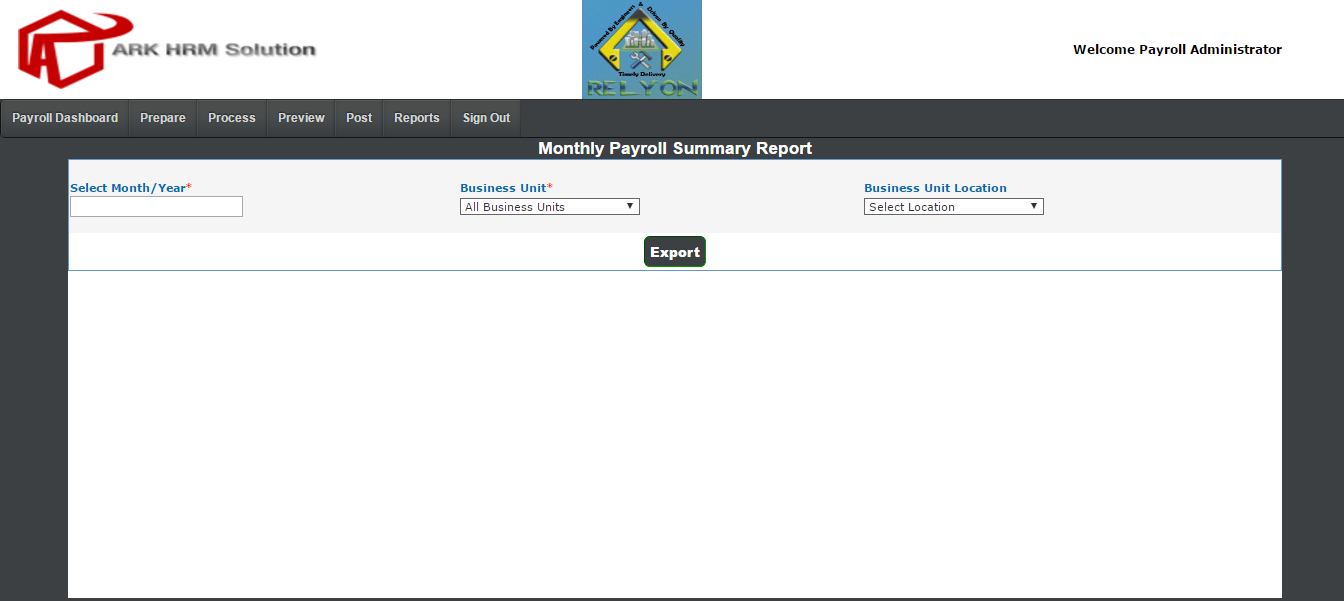 ARK HRM Solution
Powered By Engineers & Driven By Quality
Timely Delivery
RELYON
Welcome Payroll Administrator
Payroll Dashboard Prepare Process Preview Post Reports Sign Out
Monthly Payroll Summary Report
Select Month/Year* Business Unit* Business Unit Location
All Business Units Select Location
Export